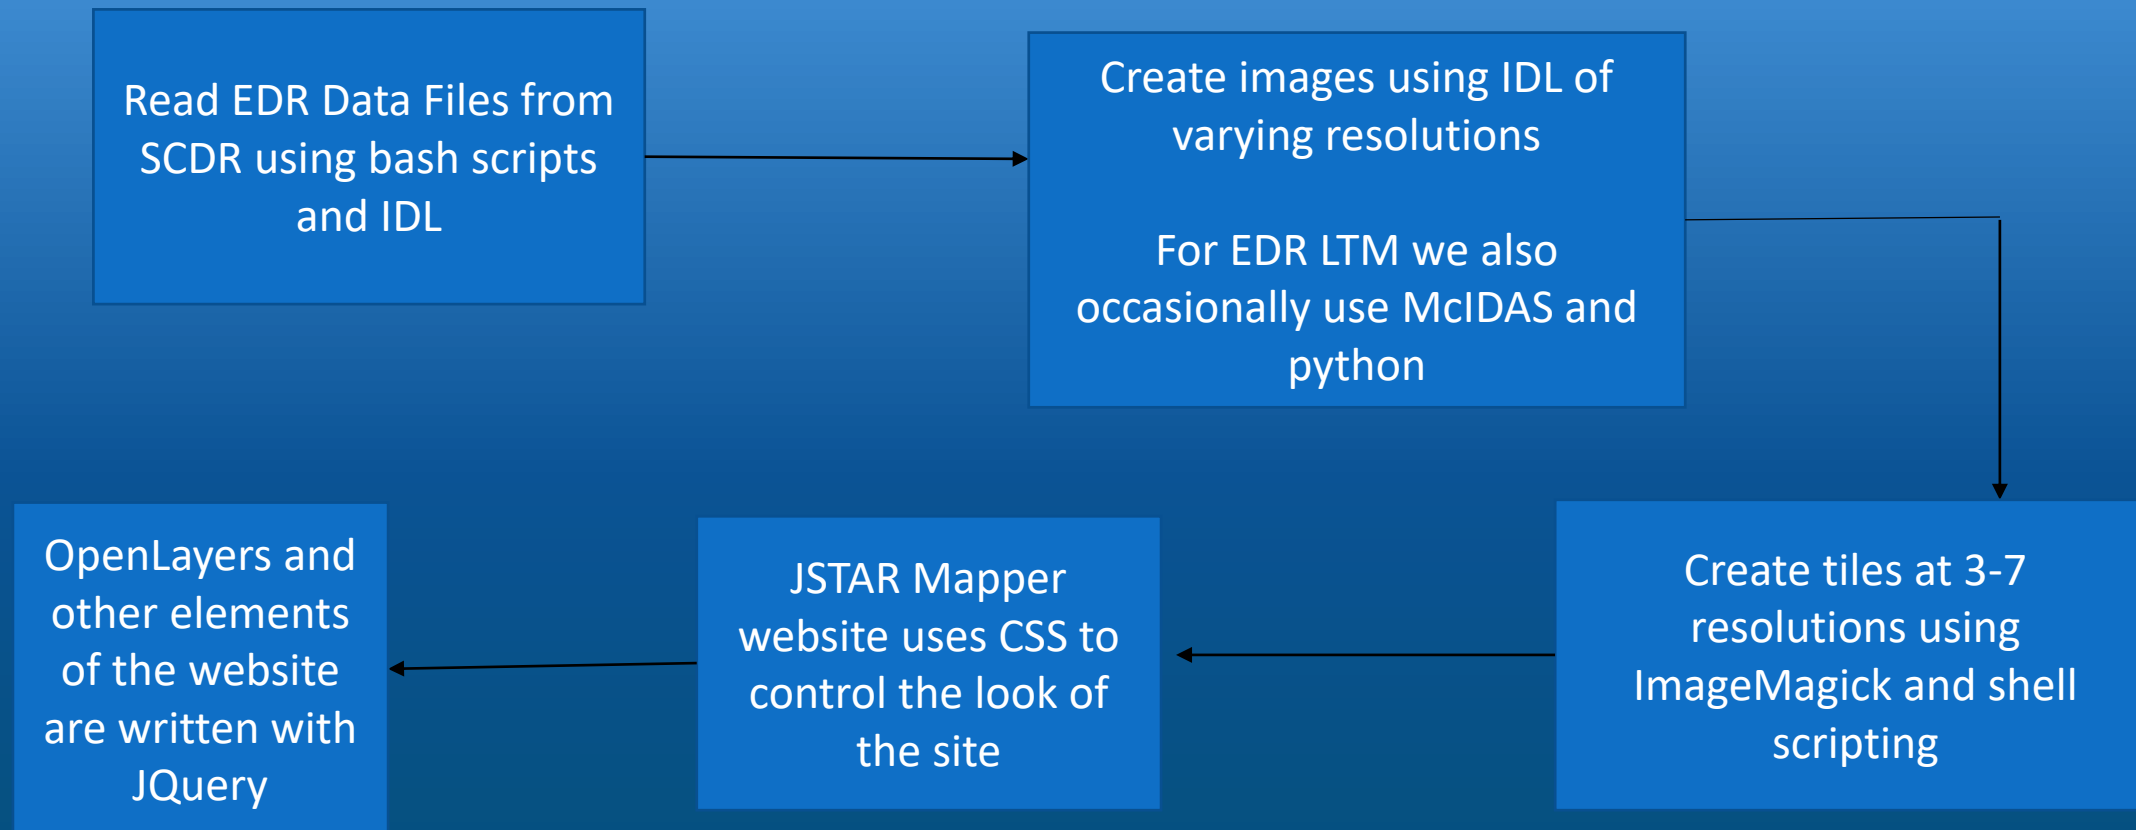 Read EDR Data Files from
SCDR using bash scripts
and IDL
Create images using IDL of
varying resolutions
For EDR LTM we also
occasionally use McIDAS and
python
Create tiles at 3-7
resolutions using
ImageMagick and shell
scripting
JSTAR Mapper
website uses CSS to
control the look of
the site
OpenLayers and
other elements
of the website
are written with
JQuery